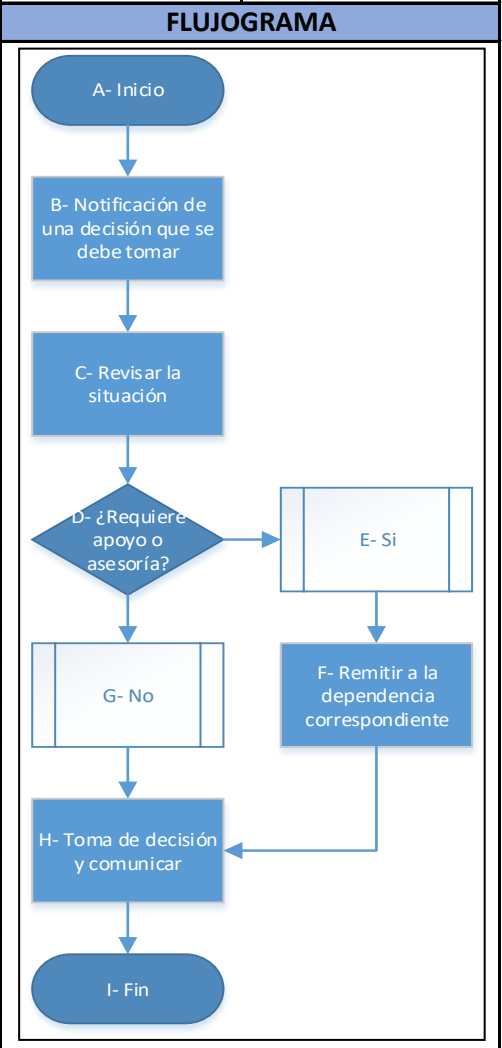 FLUJOGRAMA
A- Inicio
B- Notificación de
una decisión que se
debe tomar
C- Revisar la
situación
D- ¿Requiere
apoyo o
asesoría?
E- Si
G- No
F- Remitir a la
dependencia
correspondiente
H- Toma de decisión
y comunicar
I- Fin